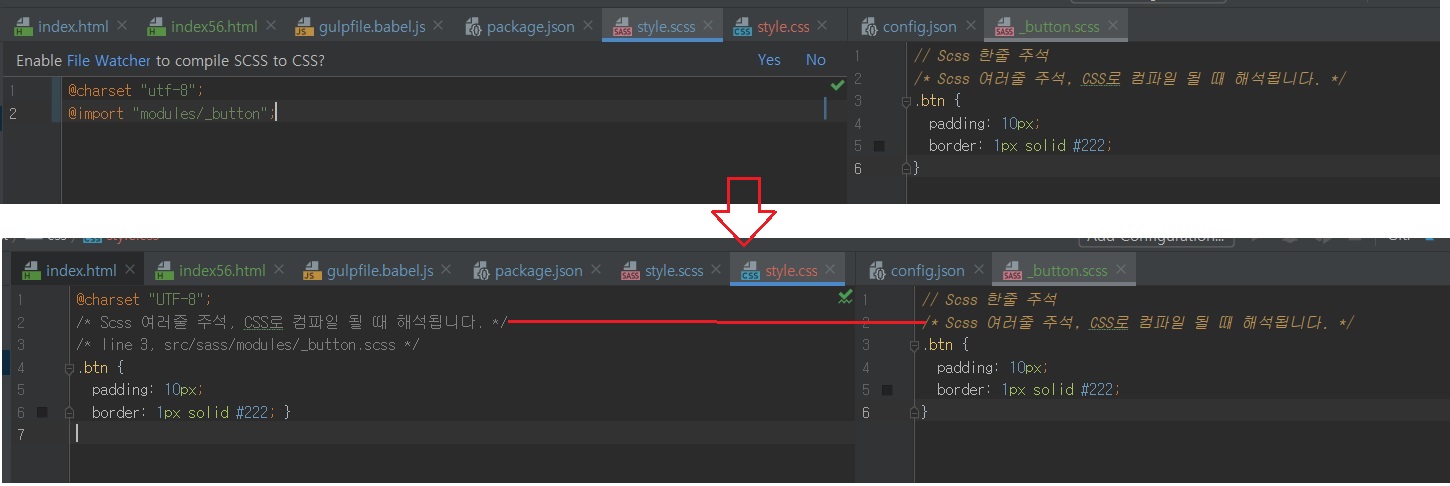 index.html index56.html gulpfile.babel.js package.json style.scss style.css config.json _button.scss
Enable File Watcher to compile SCSS to CSS? Yes No
1 @charset "utf-8";
2 @import "modules/_button";
1 // Scss 한줄 주석
2 /* Scss 여러줄 주석, CSS로 컴파일 될 때 해석됩니다. */
3 .btn {
4 padding: 10px;
5 border: 1px solid #222;
6 }
css style.css Add Configuration...
index.html index56.html gulpfile.babel.js package.json style.scss style.css config.json _button.scss
1 @charset "UTF-8";
2 /* Scss 여러줄 주석, CSS로 컴파일 될 때 해석됩니다. */
3 /* line 3, src/sass/modules/_button.scss */
4 .btn {
5 padding: 10px;
6 border: 1px solid #222; }
7
1 // Scss 한줄 주석
2 /* Scss 여러줄 주석, CSS로 컴파일 될 때 해석됩니다. */
3 .btn {
4 padding: 10px;
5 border: 1px solid #222;
6 }